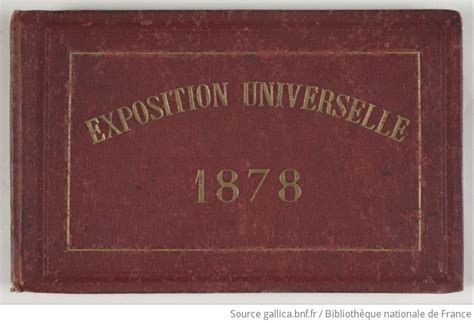 EXPOSITION UNIVERSELLE
1878
Source gallica.bnf.fr / Bibliothèque nationale de France